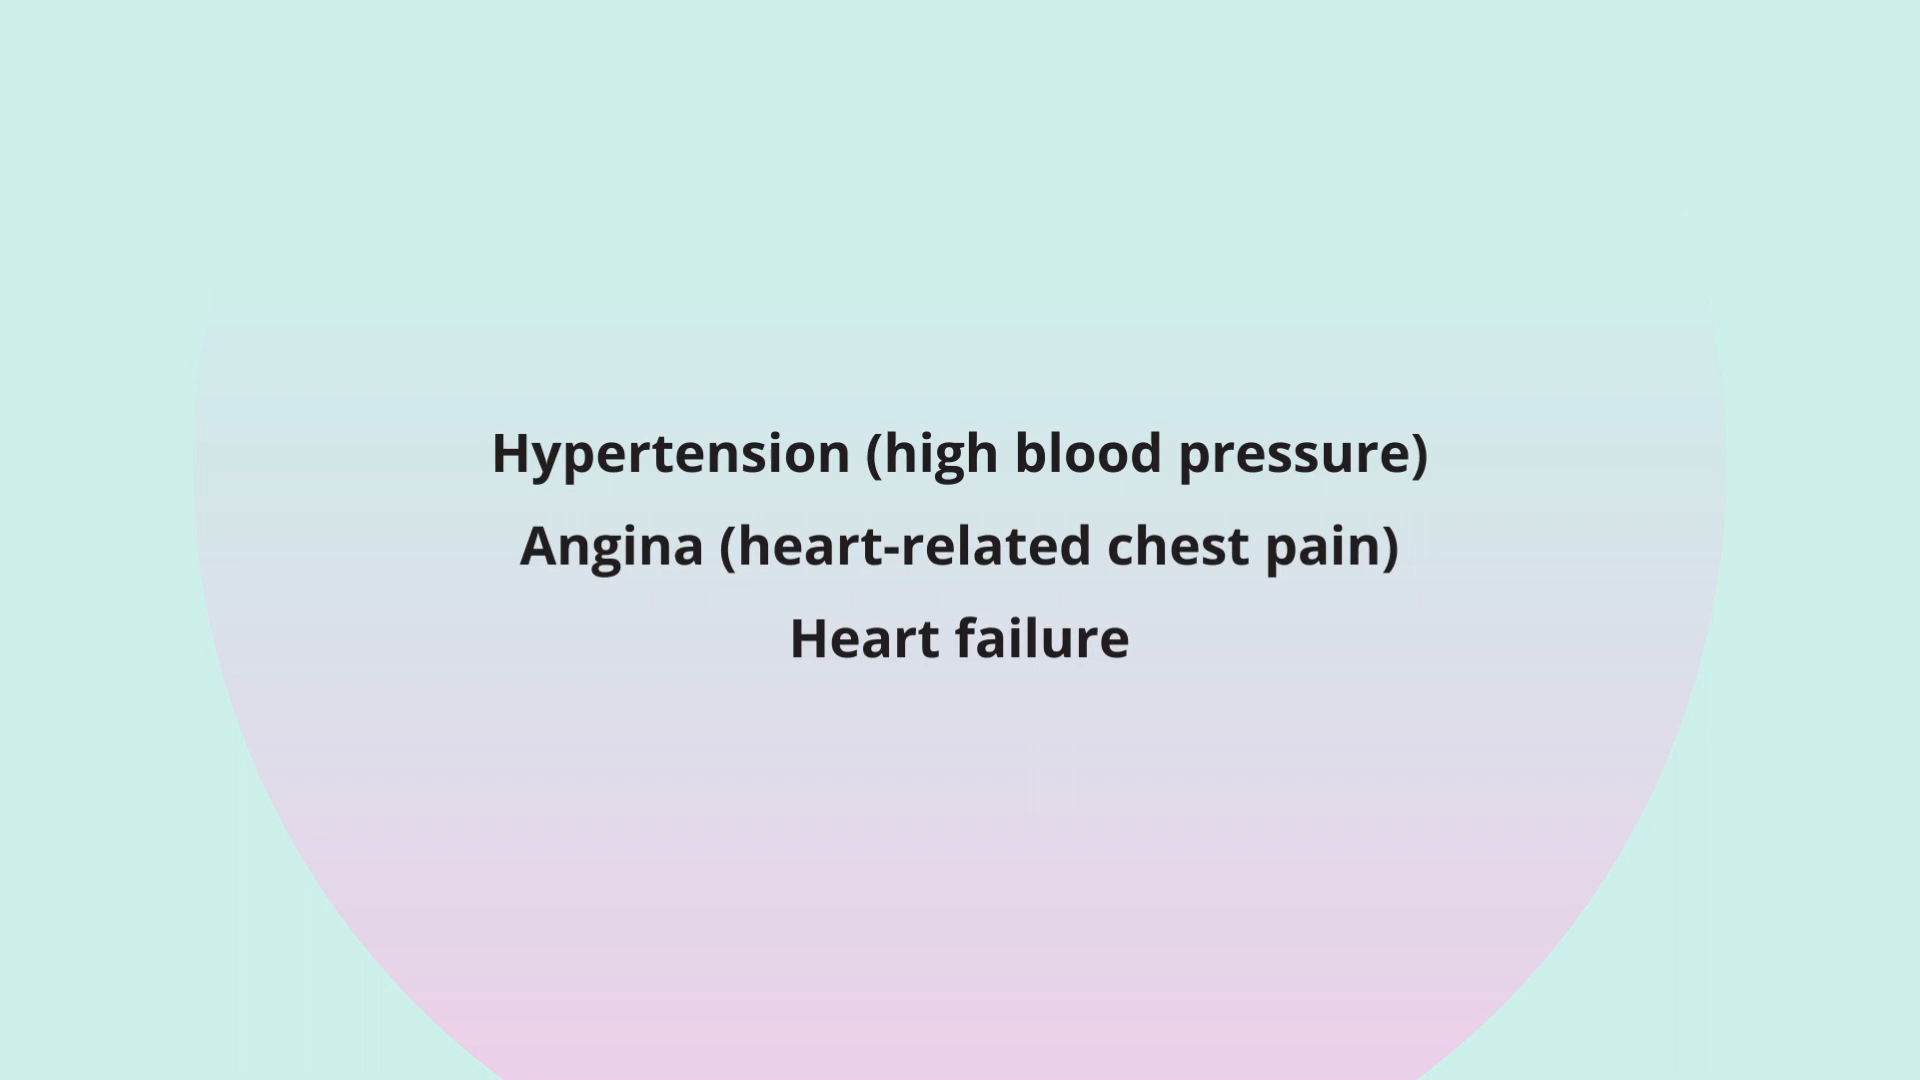 Hypertension (high blood pressure)
Angina (heart-related chest pain)
Heart failure